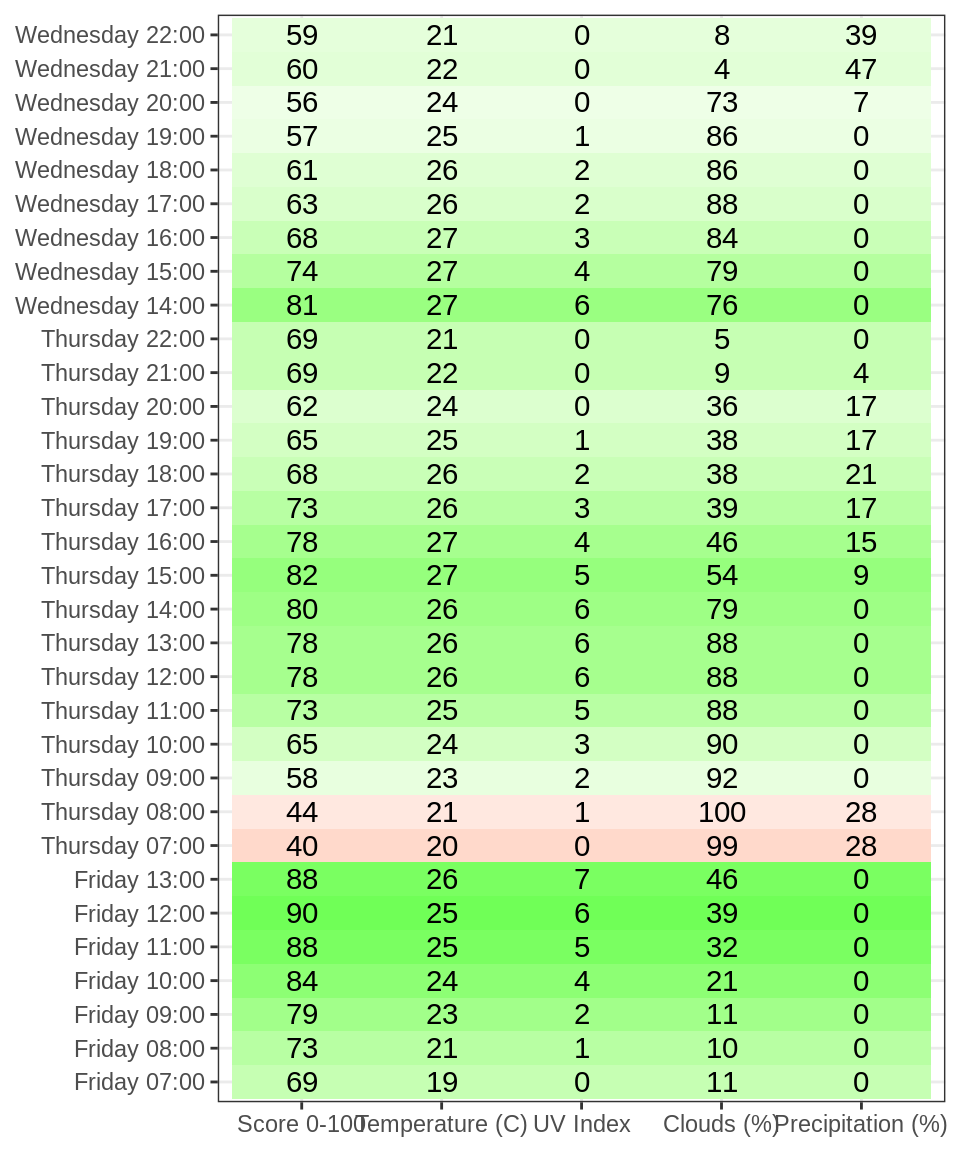 Wednesday 22:00 59 21 0 8 39
Wednesday 21:00 60 22 0 4 47
Wednesday 20:00 56 24 0 73 7
Wednesday 19:00 57 25 1 86 0
Wednesday 18:00 61 26 2 86 0
Wednesday 17:00 63 26 2 88 0
Wednesday 16:00 68 27 3 84 0
Wednesday 15:00 74 27 4 79 0
Wednesday 14:00 81 27 6 76 0
Thursday 22:00 69 21 0 5 0
Thursday 21:00 69 22 0 9 4
Thursday 20:00 62 24 0 36 17
Thursday 19:00 65 25 1 38 17
Thursday 18:00 68 26 2 38 21
Thursday 17:00 73 26 3 39 17
Thursday 16:00 78 27 4 46 15
Thursday 15:00 82 27 5 54 9
Thursday 14:00 80 26 6 79 0
Thursday 13:00 78 26 6 88 0
Thursday 12:00 78 26 6 88 0
Thursday 11:00 73 25 5 88 0
Thursday 10:00 65 24 3 90 0
Thursday 09:00 58 23 2 92 0
Thursday 08:00 44 21 1 100 28
Thursday 07:00 40 20 0 99 28
Friday 13:00 88 26 7 46 0
Friday 12:00 90 25 6 39 0
Friday 11:00 88 25 5 32 0
Friday 10:00 84 24 4 21 0
Friday 09:00 79 23 2 11 0
Friday 08:00 73 21 1 10 0
Friday 07:00 69 19 0 11 0
Score 0-100 Temperature (C) UV Index Clouds (%) Precipitation (%)